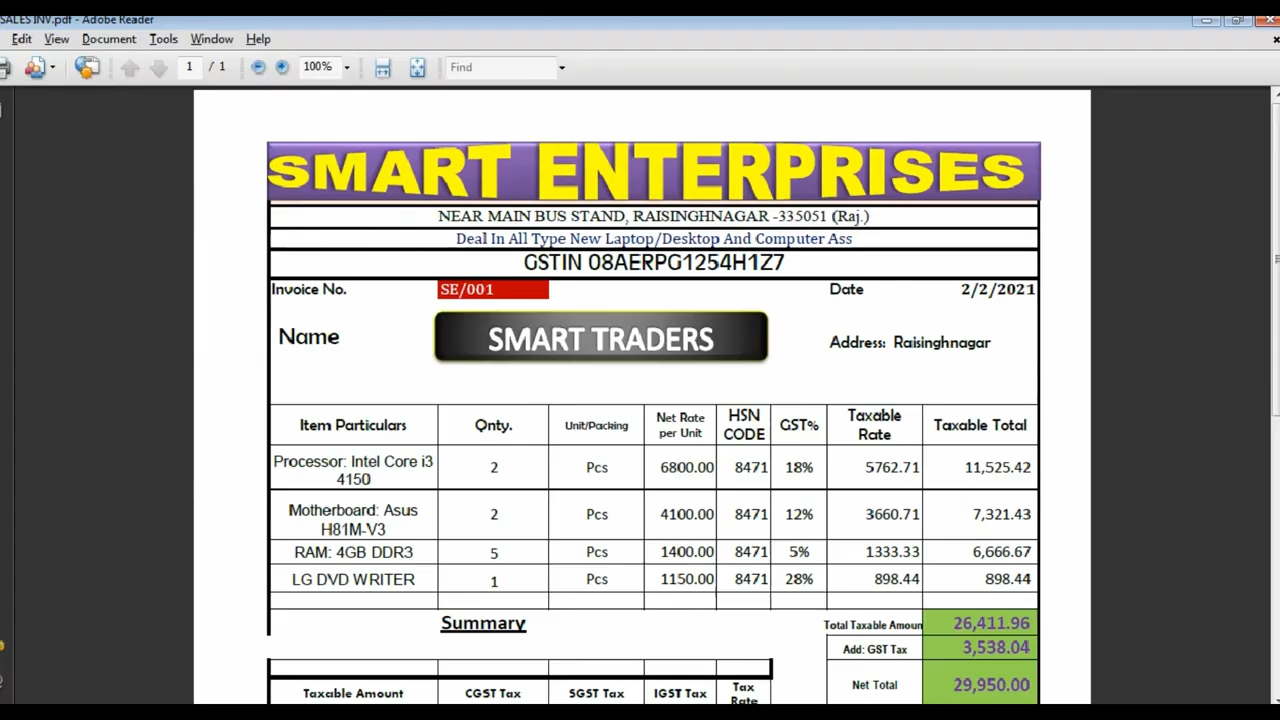 SALES INV.pdf - Adobe Reader
Edit View Document Tools Window Help
1 / 1 100% Find
SMART ENTERPRISES
NEAR MAIN BUS STAND, RAISINGHNAGAR -335051 (Raj.)
Deal In All Type New Laptop/Desktop And Computer Ass
GSTIN 08AERPG1254H1Z7
Invoice No. SE/001 Date 2/2/2021
Name SMART TRADERS Address: Raisinghnagar
Item Particulars Qnty. Unit/Packing Net Rate per Unit HSN CODE GST% Taxable Rate Taxable Total
Processor: Intel Core i3 4150 2 Pcs 6800.00 8471 18% 5762.71 11,525.42
Motherboard: Asus H81M-V3 2 Pcs 4100.00 8471 12% 3660.71 7,321.43
RAM: 4GB DDR3 5 Pcs 1400.00 8471 5% 1333.33 6,666.67
LG DVD WRITER 1 Pcs 1150.00 8471 28% 898.44 898.44
Summary Total Taxable Amoun 26,411.96
Add: GST Tax 3,538.04
Net Total 29,950.00
Taxable Amount CGST Tax SGST Tax IGST Tax Tax Rate